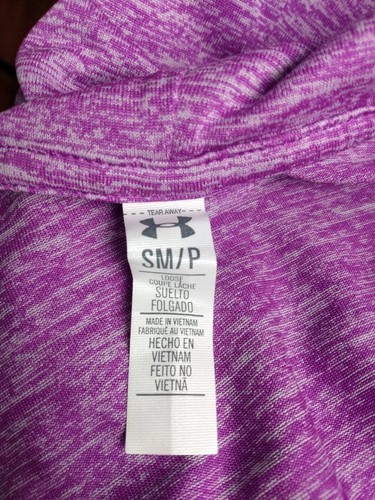 TEAR AWAY
SM/P
LOOSE
COUPE LÂCHE
SUELTO
FOLGADO
MADE IN VIETNAM
FABRIQUÉ AU VIETNAM
HECHO EN
VIETNAM
FEITO NO
VIETNÃ